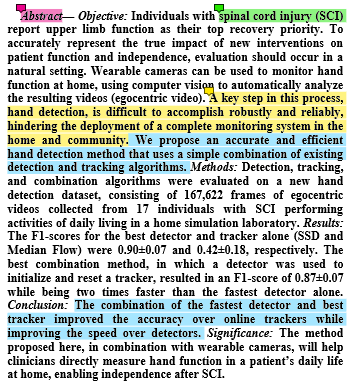 Abstract— Objective: Individuals with spinal cord injury (SCI)
report upper limb function as their top recovery priority. To
accurately represent the true impact of new interventions on
patient function and independence, evaluation should occur in a
natural setting. Wearable cameras can be used to monitor hand
function at home, using computer vision to automatically analyze
the resulting videos (egocentric video). A key step in this process,
hand detection, is difficult to accomplish robustly and reliably,
hindering the deployment of a complete monitoring system in the
home and community. We propose an accurate and efficient
hand detection method that uses a simple combination of existing
detection and tracking algorithms. Methods: Detection, tracking,
and combination algorithms were evaluated on a new hand
detection dataset, consisting of 167,622 frames of egocentric
videos collected from 17 individuals with SCI performing
activities of daily living in a home simulation laboratory. Results:
The F1-scores for the best detector and tracker alone (SSD and
Median Flow) were 0.90±0.07 and 0.42±0.18, respectively. The
best combination method, in which a detector was used to
initialize and reset a tracker, resulted in an F1-score of 0.87±0.07
while being two times faster than the fastest detector alone.
Conclusion: The combination of the fastest detector and best
tracker improved the accuracy over online trackers while
improving the speed over detectors. Significance: The method
proposed here, in combination with wearable cameras, will help
clinicians directly measure hand function in a patient's daily life
at home, enabling independence after SCI.